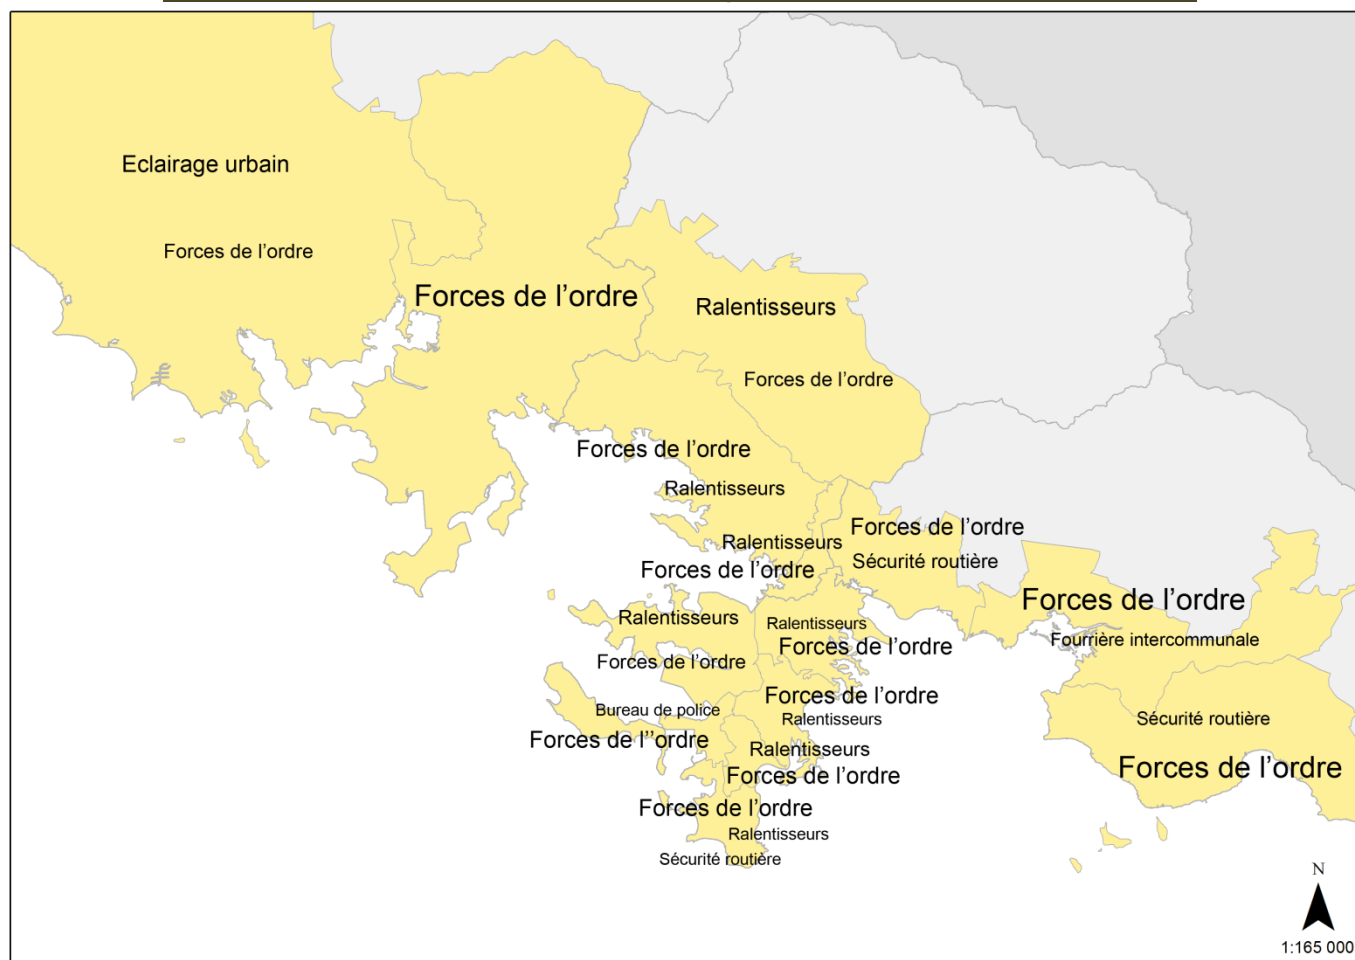 Eclairage urbain
Forces de l’ordre
Forces de l’ordre
Ralentisseurs
Forces de l’ordre
Forces de l’ordre
Ralentisseurs
Forces de l’ordre
Ralentisseurs
Sécurité routière
Forces de l’ordre
Forces de l’ordre
Ralentisseurs
Ralentisseurs
Fourrière intercommunale
Forces de l’ordre
Forces de l’ordre
Forces de l’ordre
Bureau de police
Ralentisseurs
Sécurité routière
Forces de l’’ordre
Ralentisseurs
Forces de l’ordre
Forces de l’ordre
Forces de l’ordre
Ralentisseurs
Sécurité routière
N
1:165 000